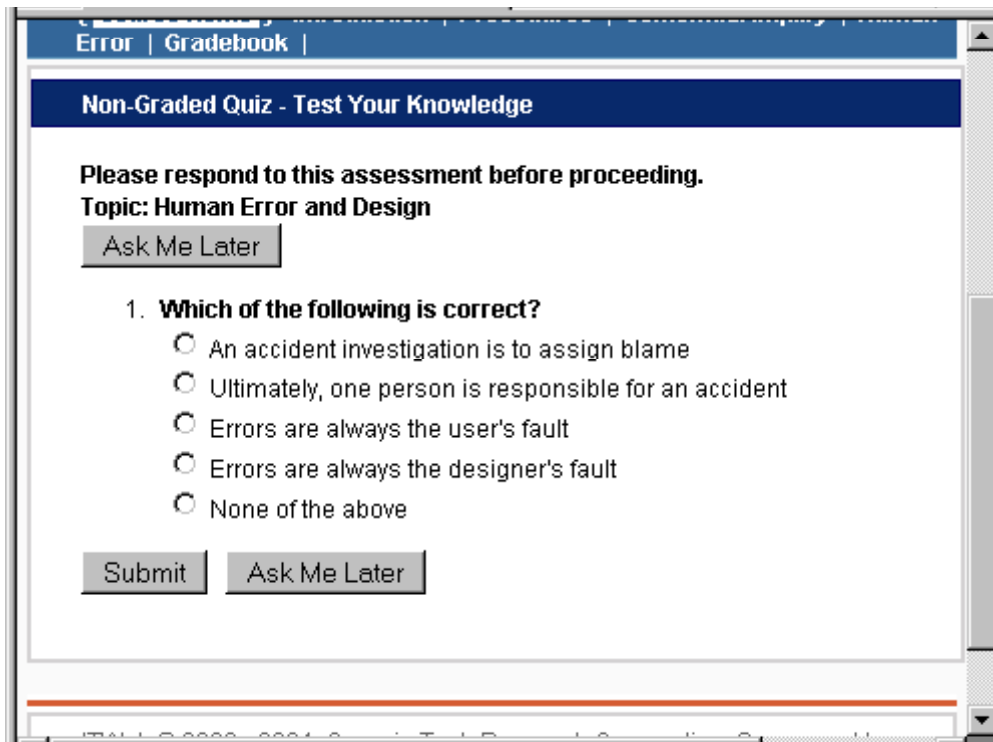 Error | Gradebook |
Non-Graded Quiz - Test Your Knowledge
Please respond to this assessment before proceeding.
Topic: Human Error and Design
Ask Me Later
1. Which of the following is correct?
An accident investigation is to assign blame
Ultimately, one person is responsible for an accident
Errors are always the user's fault
Errors are always the designer's fault
None of the above
Submit Ask Me Later